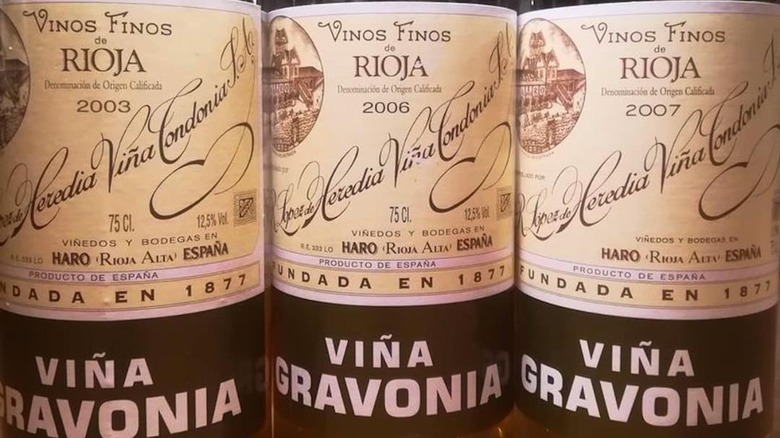 VINOS FINOS
de
RIOJA
Denominación de Origen Calificada
2003
López de Heredia Viña Tondonia S.A.
75 Cl.
12,5% Vol.
VIÑEDOS Y BODEGAS EN
R.E. 333 LO
HARO (RIOJA ALTA) ESPAÑA
PRODUCTO DE ESPAÑA
FUNDADA EN 1877
VIÑA
GRAVONIA
VINOS FINOS
de
RIOJA
Denominación de Origen Calificada
2006
R. López de Heredia Viña Tondonia S.A.
75 Cl.
12,5% Vol.
VIÑEDOS Y BODEGAS EN
R.E. 333 LO
HARO (RIOJA ALTA) ESPAÑA
PRODUCTO DE ESPAÑA
FUNDADA EN 1877
VIÑA
GRAVONIA
VINOS FINOS
de
RIOJA
Denominación de Origen Calificada
2007
R. López de Heredia Viña Tondonia
VIÑEDOS Y BODEGAS EN
HARO (RIOJA ALTA) ESPAÑA
PRODUCTO DE ESPAÑA
FUNDADA EN 1877
VIÑA
GRAVONIA